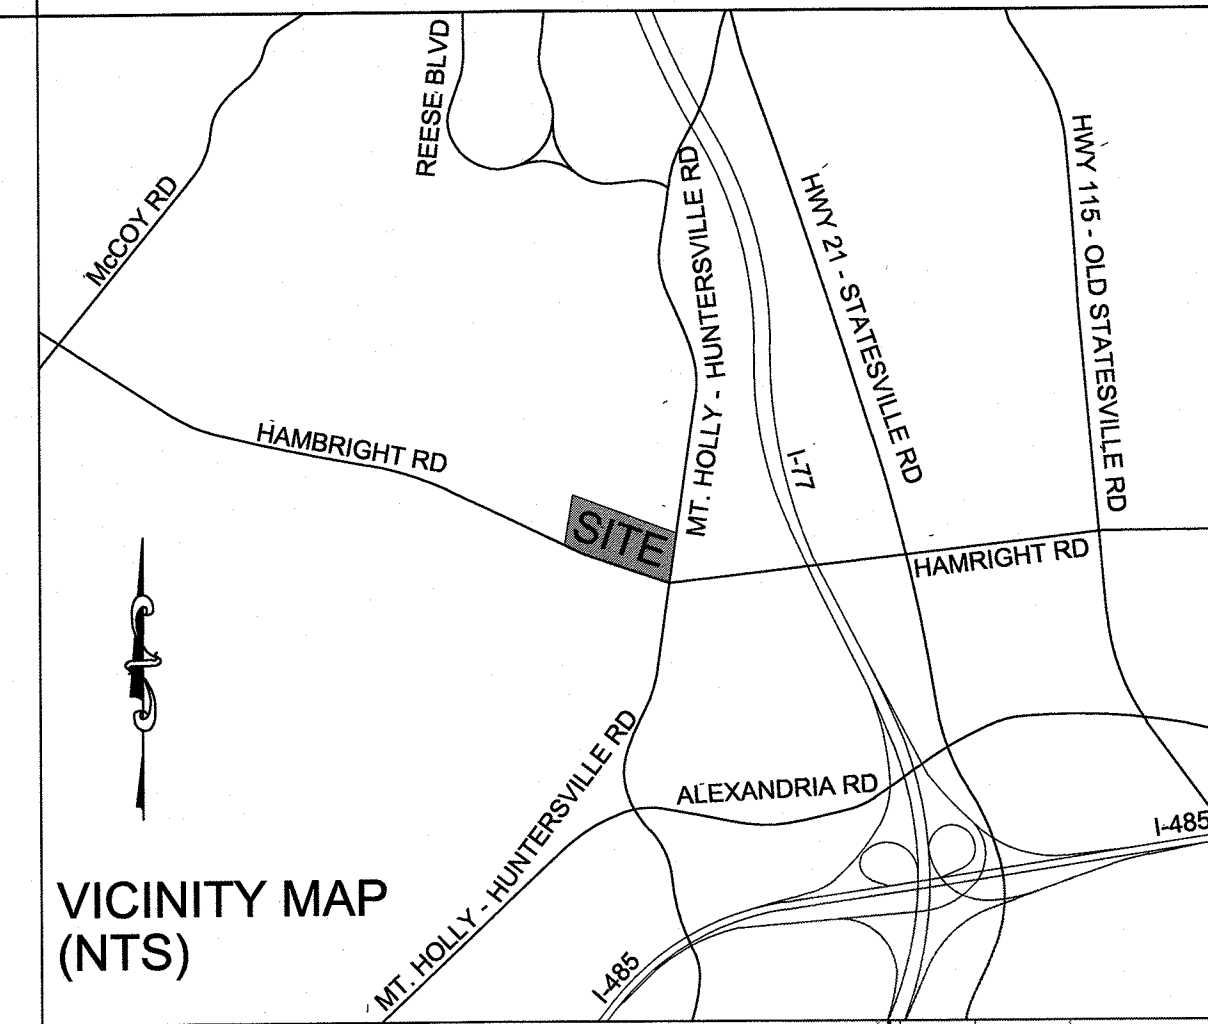 REESE BLVD
McCOY RD
MT. HOLLY - HUNTERSVILLE RD
HWY 21 - STATESVILLE RD
HWY 115 - OLD STATESVILLE RD
HAMBRIGHT RD
I-77
SITE
HAMRIGHT RD
MT. HOLLY - HUNTERSVILLE RD
ALEXANDRIA RD
I-485
VICINITY MAP
(NTS)
I-485